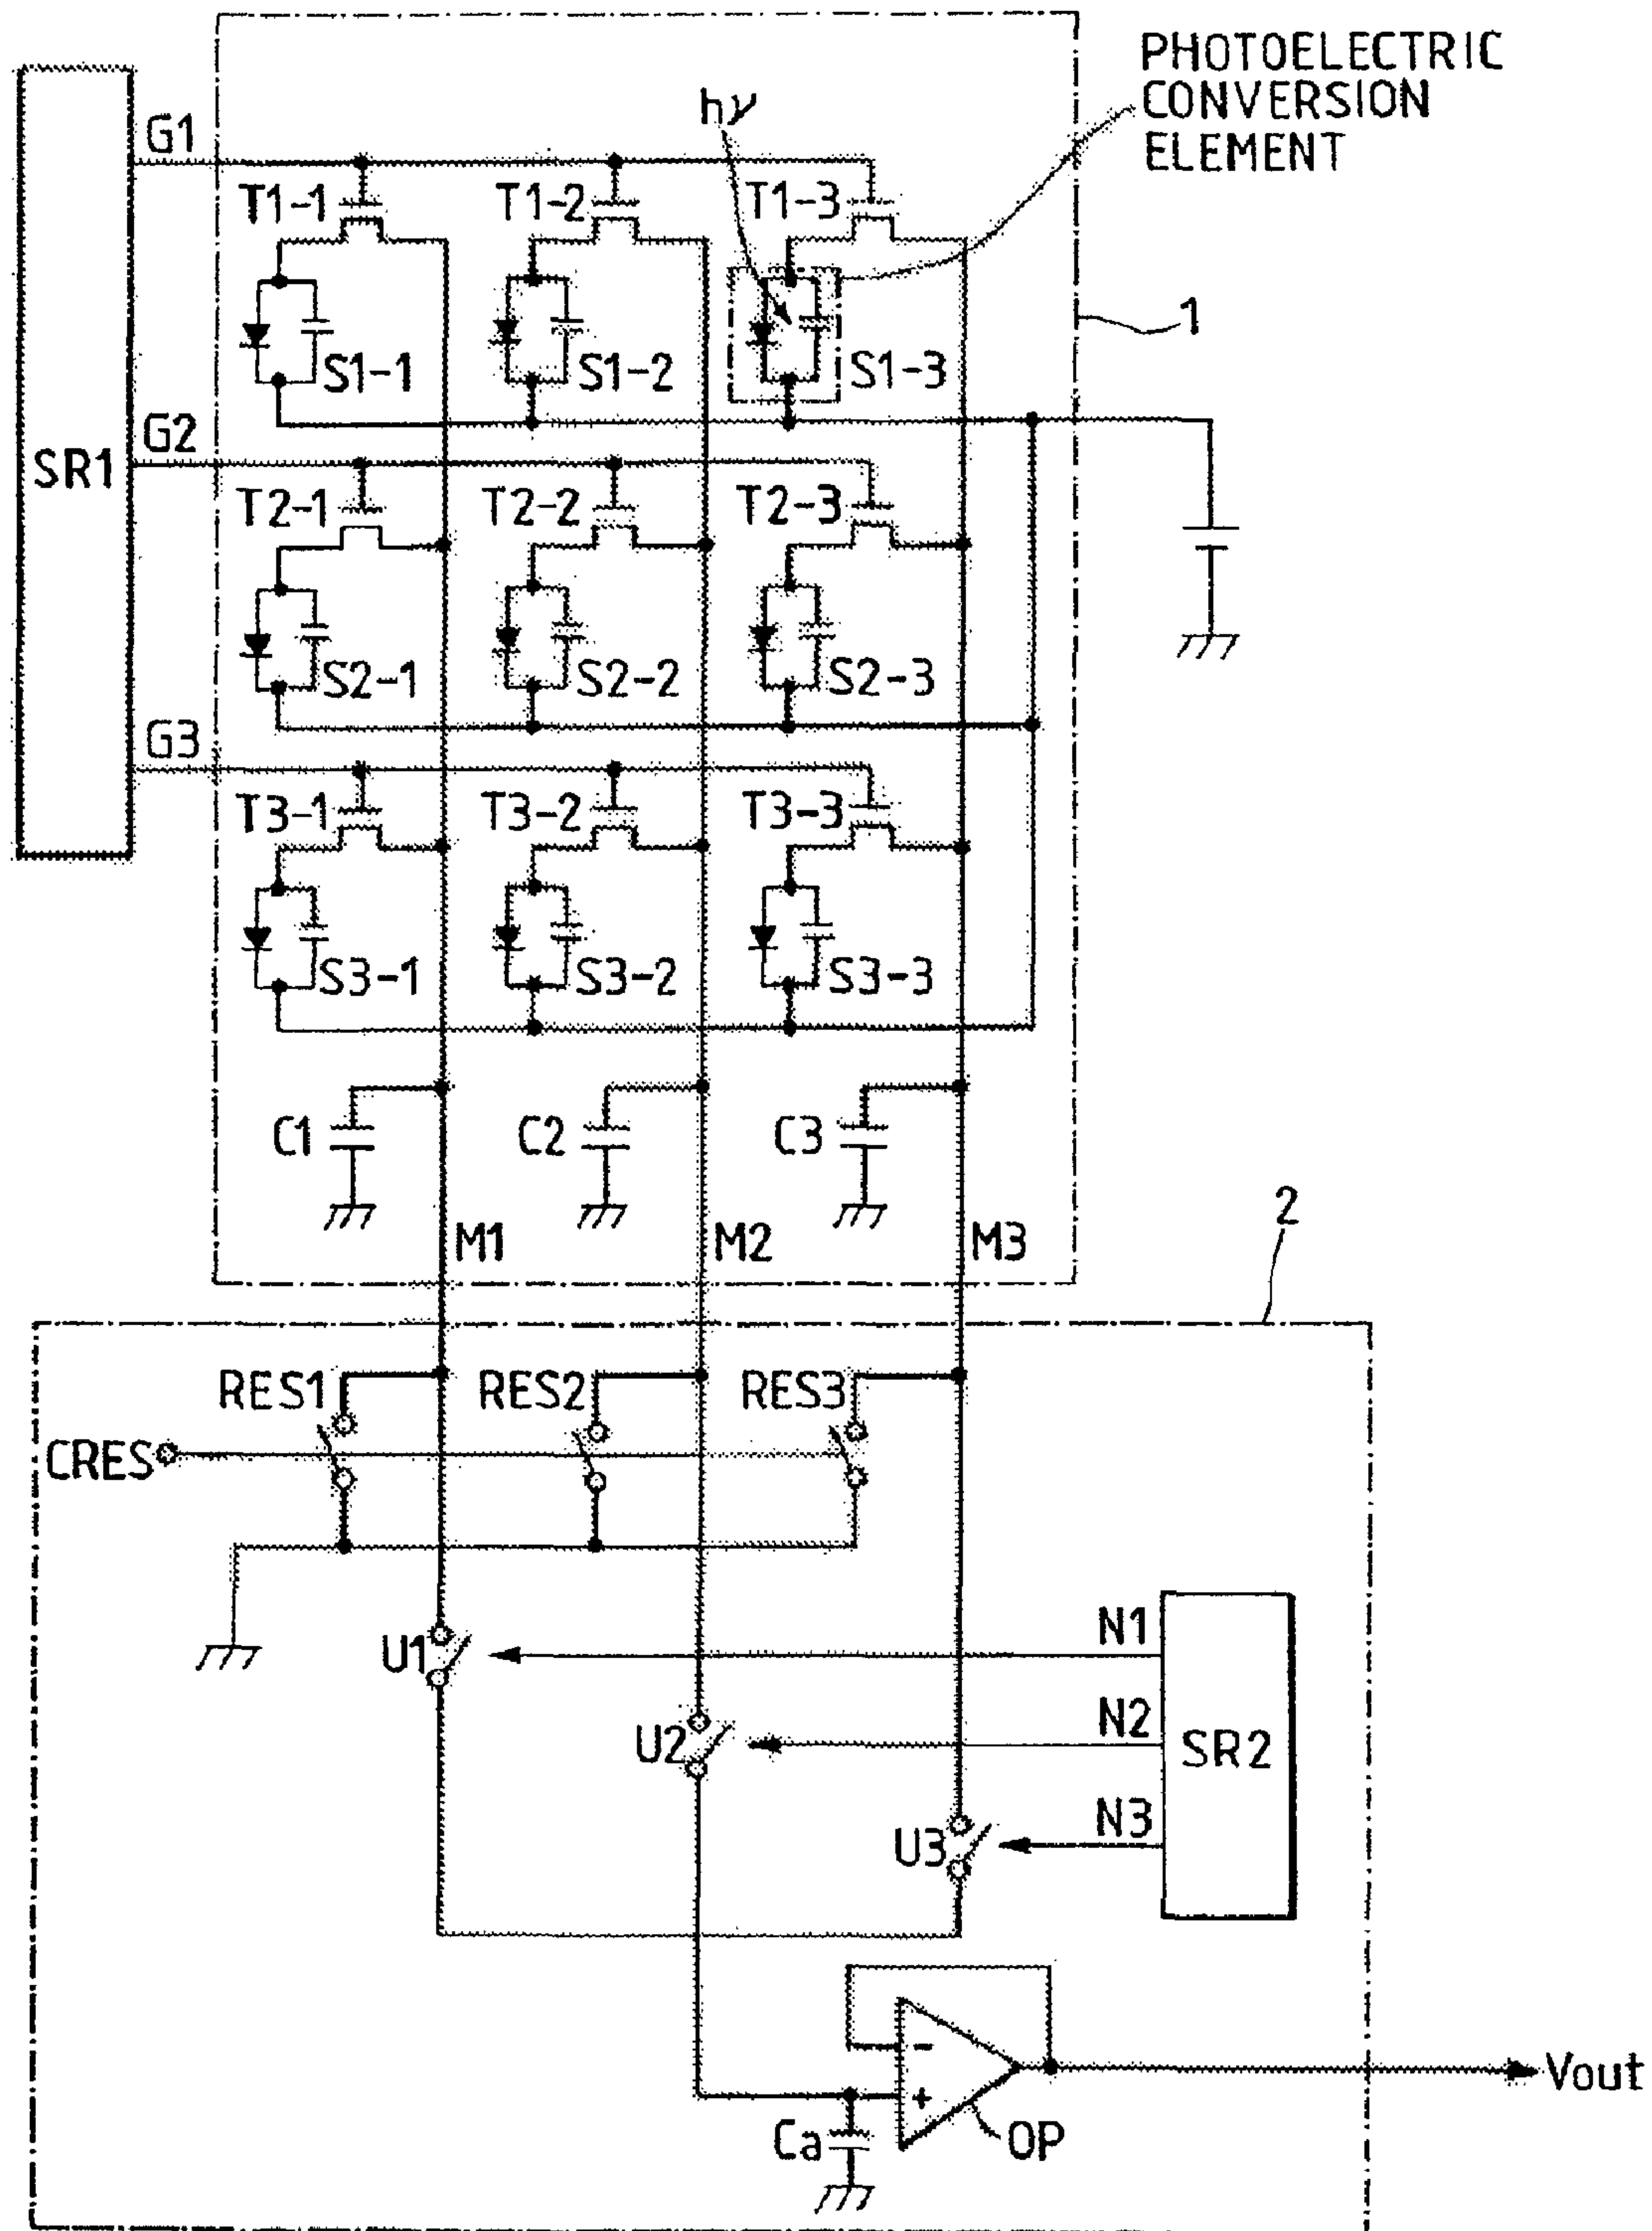 PHOTOELECTRIC
CONVERSION
ELEMENT
hγ
G1
T1-1 T1-2 T1-3
1
S1-1 S1-2 S1-3
G2
SR1
T2-1 T2-2 T2-3
S2-1 S2-2 S2-3
G3
T3-1 T3-2 T3-3
S3-1 S3-2 S3-3
C1 C2 C3
M1 M2 M3
2
RES1 RES2 RES3
CRES
N1
U1
N2
U2
SR2
N3
U3
-
+
Vout
Ca
OP